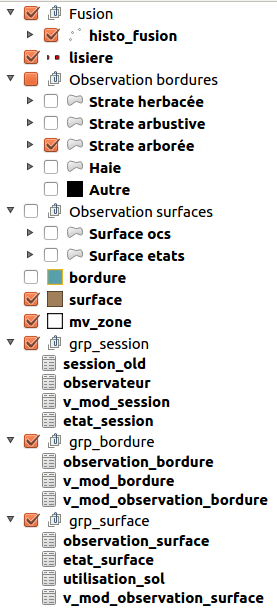 Fusion
histo_fusion
lisiere
Observation bordures
Strate herbacée
Strate arbustive
Strate arborée
Haie
Autre
Observation surfaces
Surface ocs
Surface etats
bordure
surface
mv_zone
grp_session
session_old
observateur
v_mod_session
etat_session
grp_bordure
observation_bordure
v_mod_bordure
v_mod_observation_bordure
grp_surface
observation_surface
etat_surface
utilisation_sol
v_mod_observation_surface